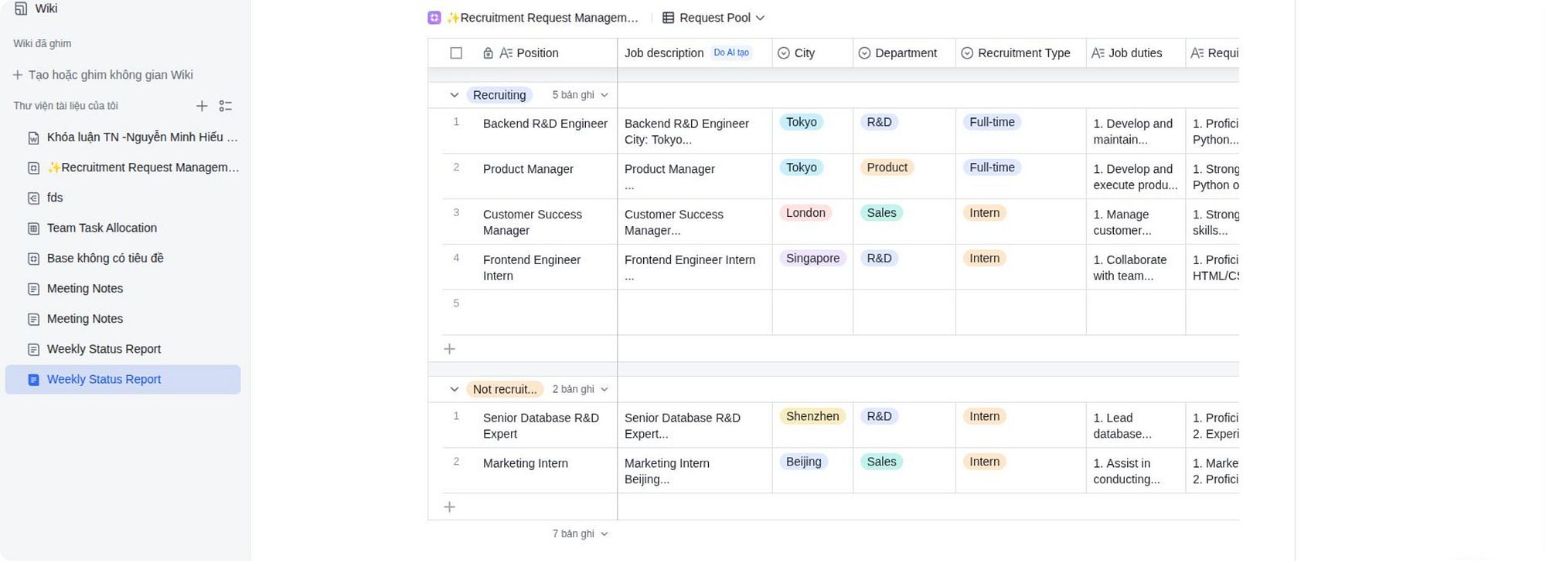 Wiki
Wiki đã ghim
Tạo hoặc ghim không gian Wiki
Thư viện tài liệu của tôi
Khóa luận TN -Nguyễn Minh Hiếu ...
✨Recruitment Request Managem...
fds
Team Task Allocation
Base không có tiêu đề
Meeting Notes
Meeting Notes
Weekly Status Report
Weekly Status Report
✨Recruitment Request Managem... Request Pool
Position Job description Do AI tạo City Department Recruitment Type Job duties Requi
Recruiting 5 bản ghi
1 Backend R&D Engineer Backend R&D Engineer Tokyo R&D Full-time 1. Develop and 1. Profici
City: Tokyo... maintain... Python...
2 Product Manager Product Manager Tokyo Product Full-time 1. Develop and 1. Strong
... execute produ... Python o
3 Customer Success Customer Success London Sales Intern 1. Manage 1. Strong
Manager Manager... customer... skills...
4 Frontend Engineer Frontend Engineer Intern Singapore R&D Intern 1. Collaborate 1. Profici
Intern ... with team... HTML/CS
5
Not recruit... 2 bản ghi
1 Senior Database R&D Senior Database R&D Shenzhen R&D Intern 1. Lead 1. Profici
Expert Expert... database... 2. Experi
2 Marketing Intern Marketing Intern Beijing Sales Intern 1. Assist in 1. Marke
Beijing... conducting... 2. Profici
7 bản ghi